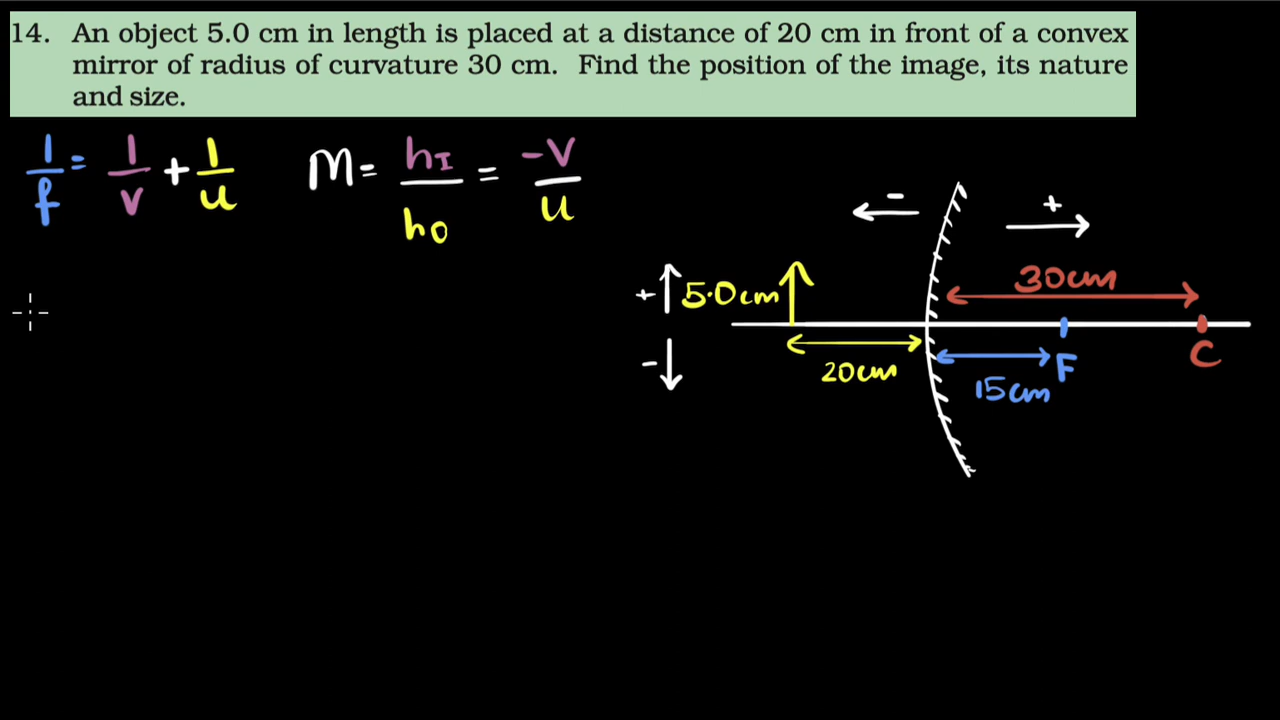 14. An object 5.0 cm in length is placed at a distance of 20 cm in front of a convex
mirror of radius of curvature 30 cm. Find the position of the image, its nature
and size.
1/f = 1/v + 1/u
M = hI/hO = -V/u
-
+
30cm
+ 5.0cm
-
20cm
15cm
F
C